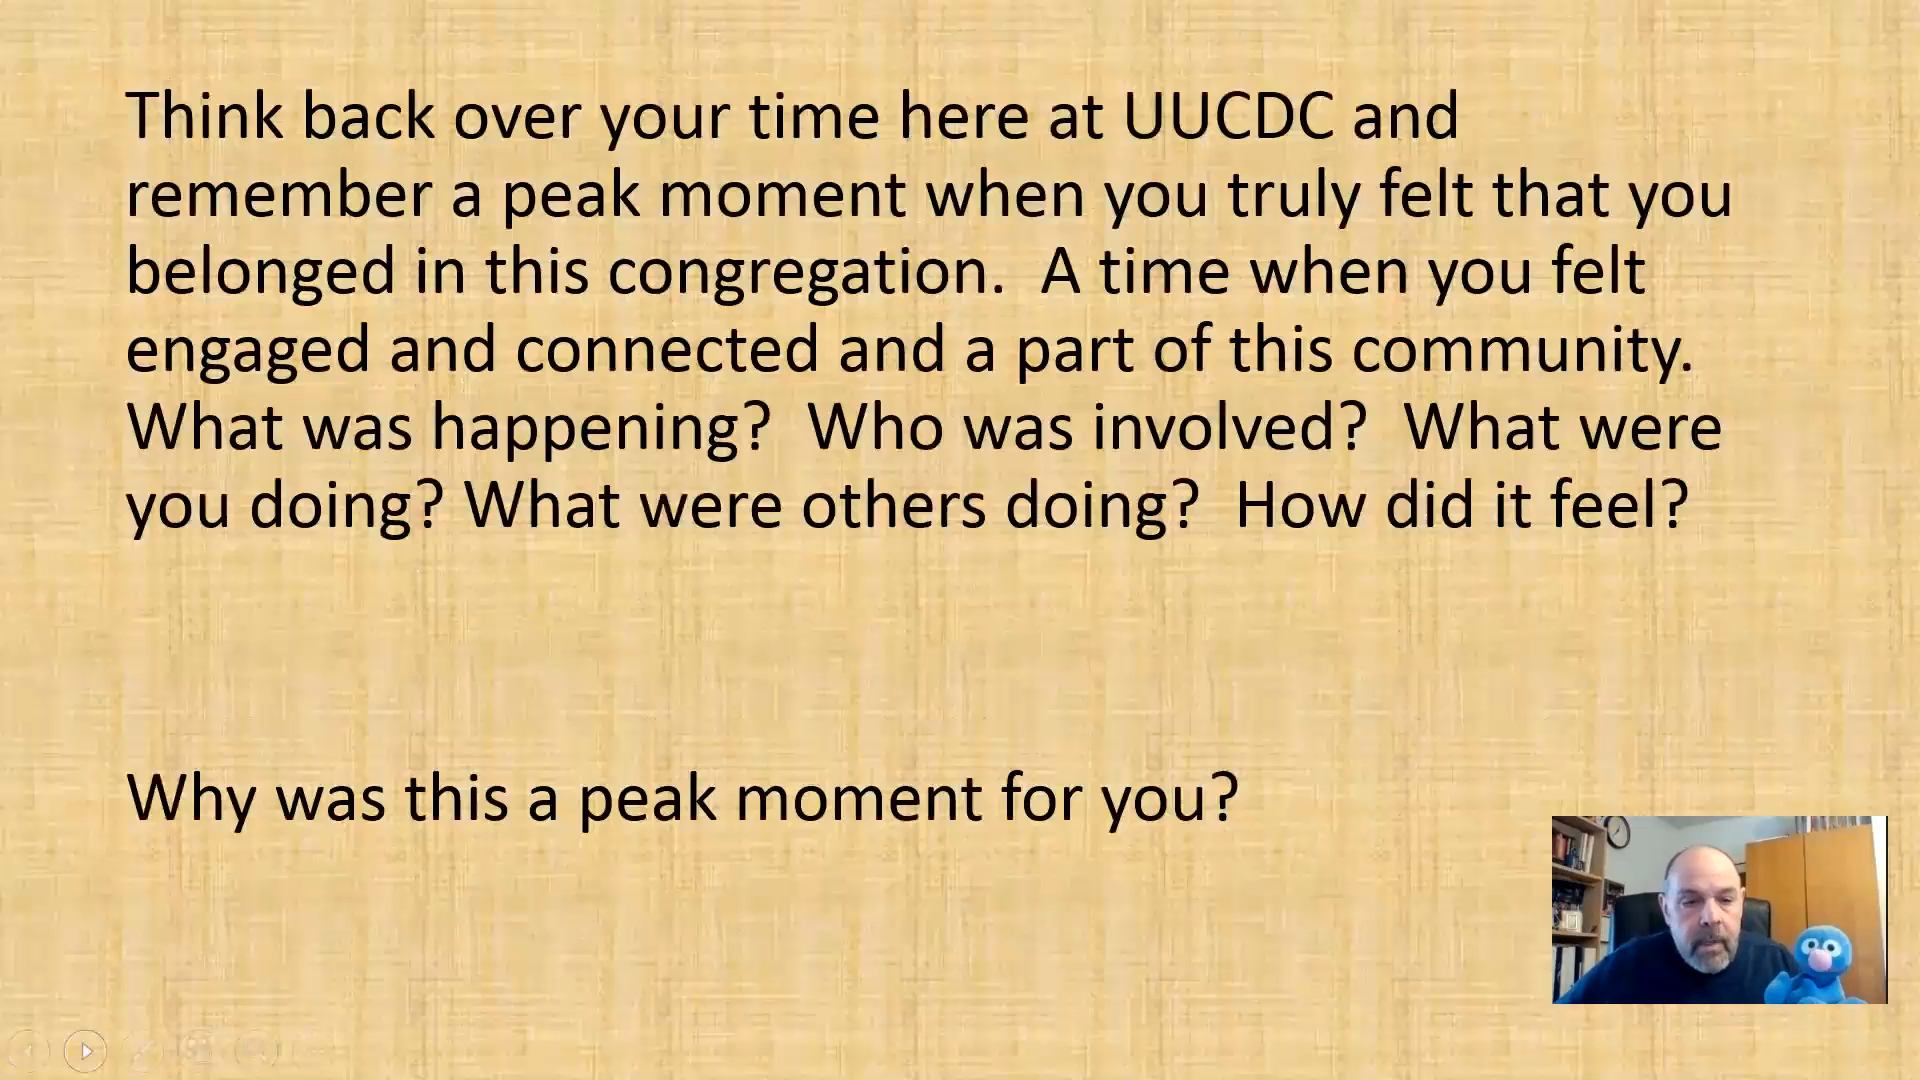 Think back over your time here at UUCDC and
remember a peak moment when you truly felt that you
belonged in this congregation.  A time when you felt
engaged and connected and a part of this community.
What was happening?  Who was involved?  What were
you doing? What were others doing?  How did it feel?
Why was this a peak moment for you?